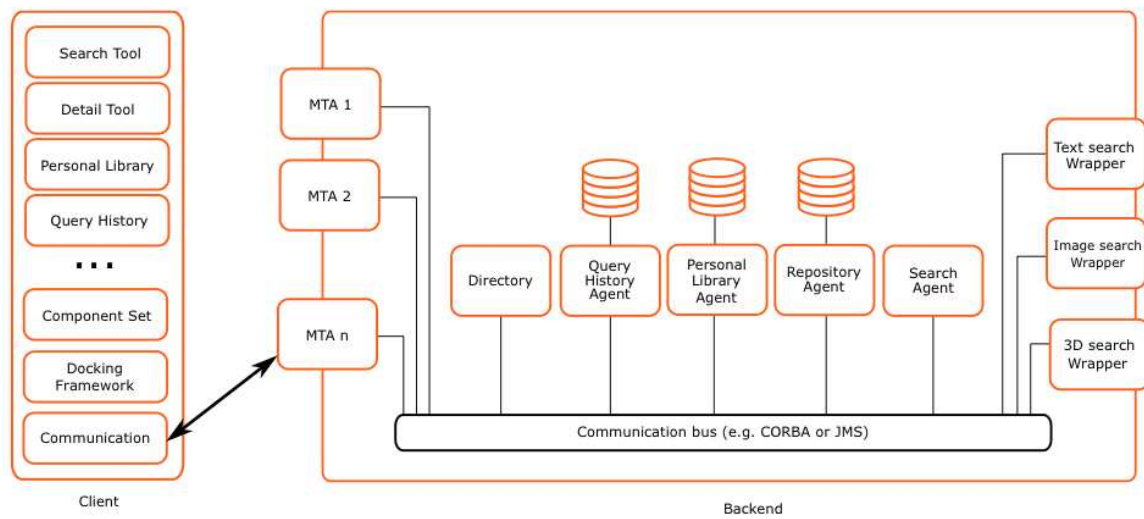 Search Tool
Detail Tool
Personal Library
Query History
...
Component Set
Docking
Framework
Communication
Client
MTA 1
MTA 2
MTA n
Directory
Query
History
Agent
Personal
Library
Agent
Repository
Agent
Search
Agent
Text search
Wrapper
Image search
Wrapper
3D search
Wrapper
Communication bus (e.g. CORBA or JMS)
Backend